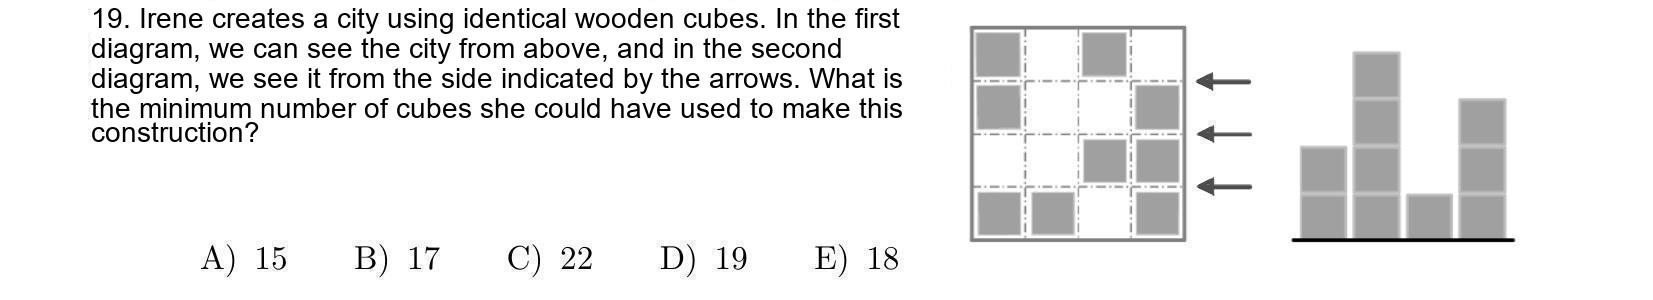 19. Irene creates a city using identical wooden cubes. In the first
diagram, we can see the city from above, and in the second
diagram, we see it from the side indicated by the arrows. What is
the minimum number of cubes she could have used to make this
construction?
A) 15 B) 17 C) 22 D) 19 E) 18